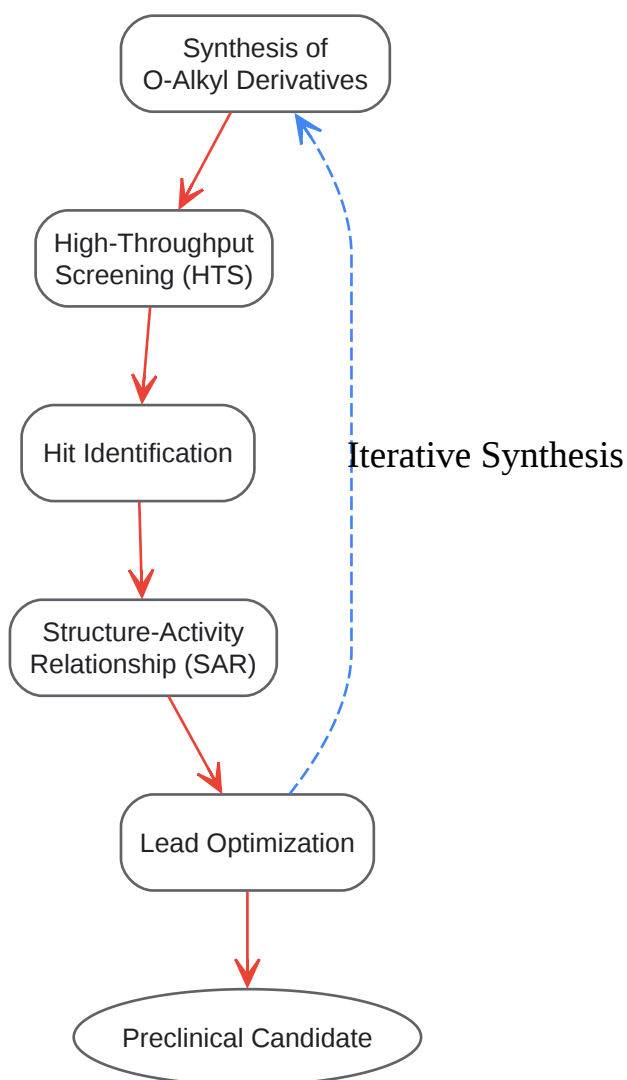 Synthesis of
O-Alkyl Derivatives
High-Throughput
Screening (HTS)
Hit Identification
Iterative Synthesis
Structure-Activity
Relationship (SAR)
Lead Optimization
Preclinical Candidate